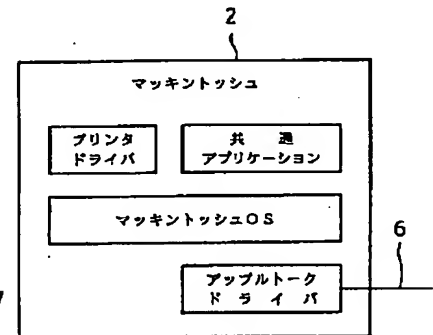 2
マッキントッシュ
プリンタ
ドライバ
共通
アプリケーション
マッキントッシュOS
6
アップルトーク
ドライバ
7